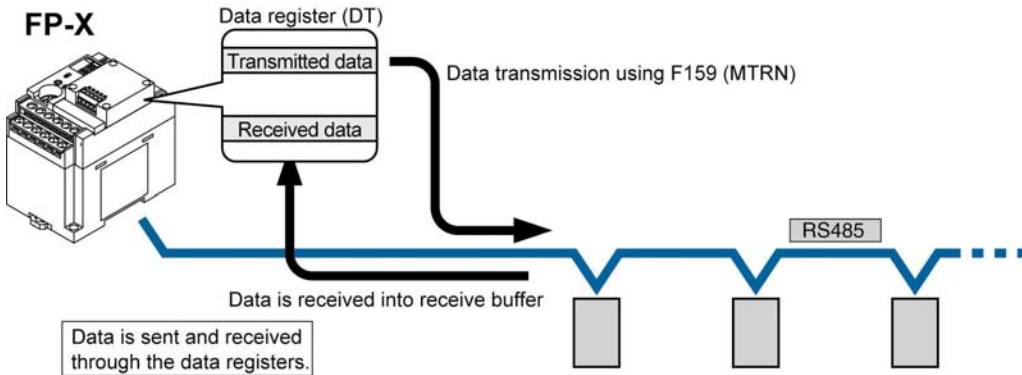 FP-X
Data register (DT)
Transmitted data
Data transmission using F159 (MTRN)
Received data
RS485
Data is received into receive buffer
Data is sent and received
through the data registers.